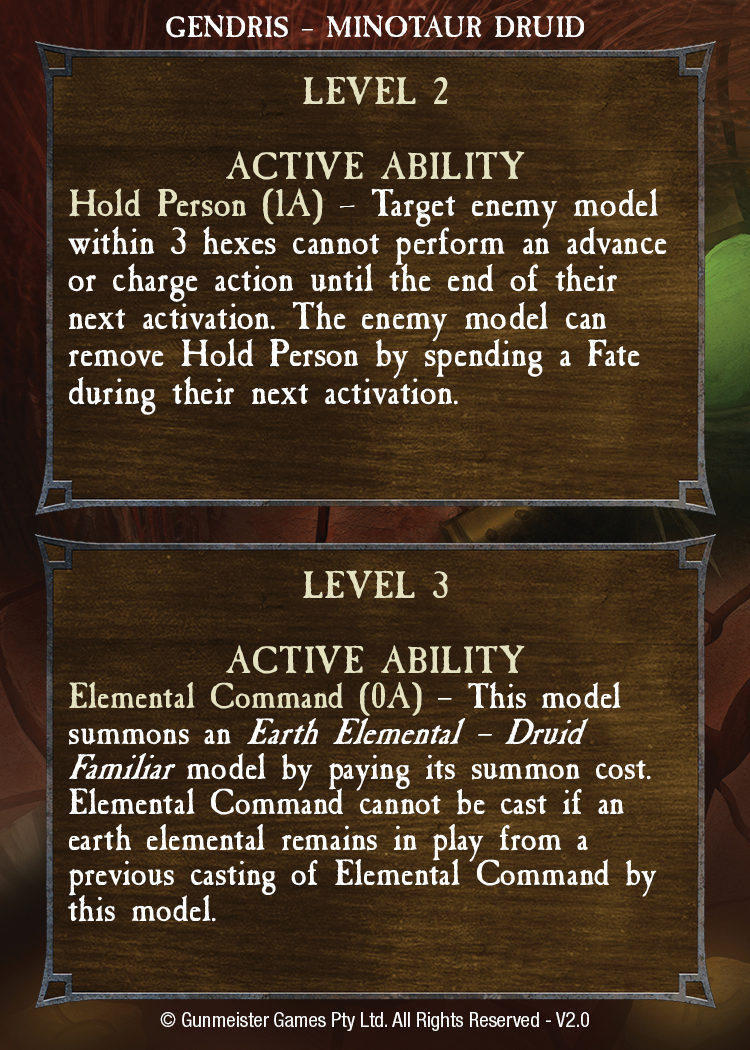 GENDRIS – MINOTAUR DRUID
LEVEL 2
ACTIVE ABILITY
Hold Person (1A) – Target enemy model
within 3 hexes cannot perform an advance
or charge action until the end of their
next activation. The enemy model can
remove Hold Person by spending a Fate
during their next activation.
LEVEL 3
ACTIVE ABILITY
Elemental Command (0A) – This model
summons an Earth Elemental – Druid
Familiar model by paying its summon cost.
Elemental Command cannot be cast if an
earth elemental remains in play from a
previous casting of Elemental Command by
this model.
© Gunmeister Games Pty Ltd. All Rights Reserved - V2.0